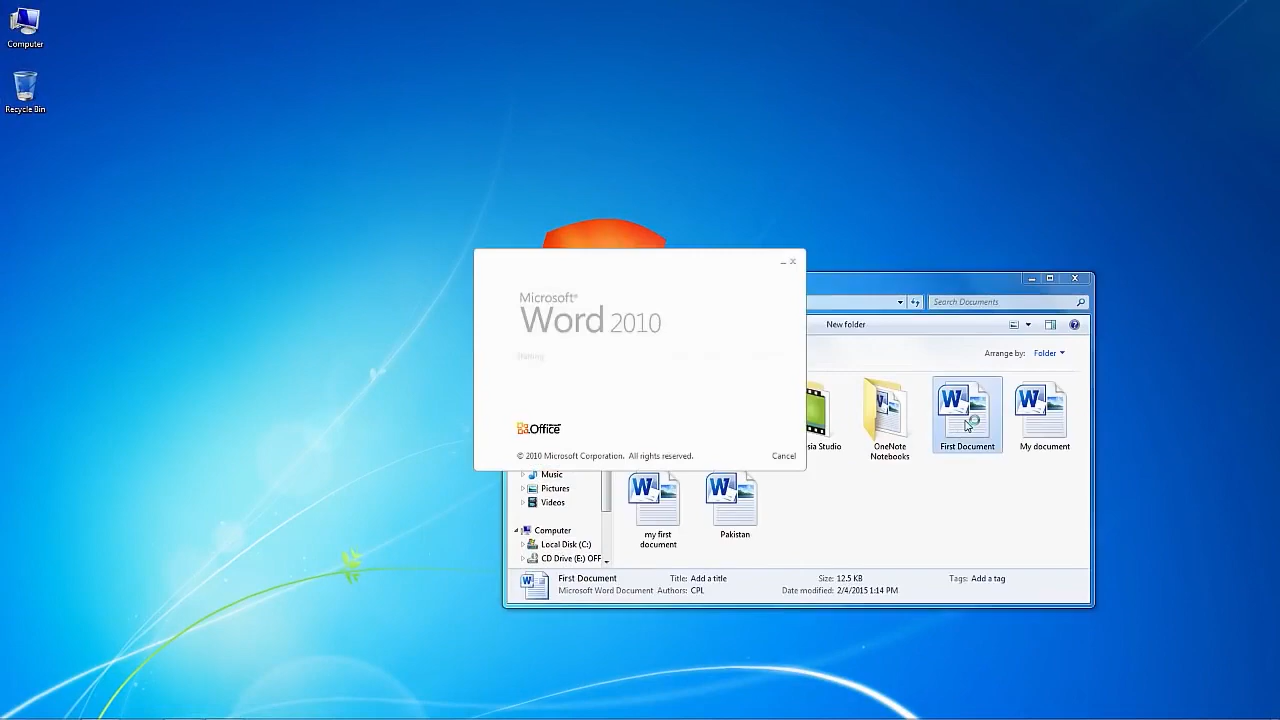 Computer
Recycle Bin
Microsoft®
Word 2010
Starting
Office
© 2010 Microsoft Corporation. All rights reserved.
Cancel
Search Documents
New folder
Arrange by: Folder
Studio
OneNote
Notebooks
First Document
My document
Music
Pictures
Videos
Computer
Local Disk (C:)
CD Drive (E:) OFF
my first
document
Pakistan
First Document Title: Add a title Size: 12.5 KB Tags: Add a tag
Microsoft Word Document Authors: CPL Date modified: 2/4/2015 1:14 PM